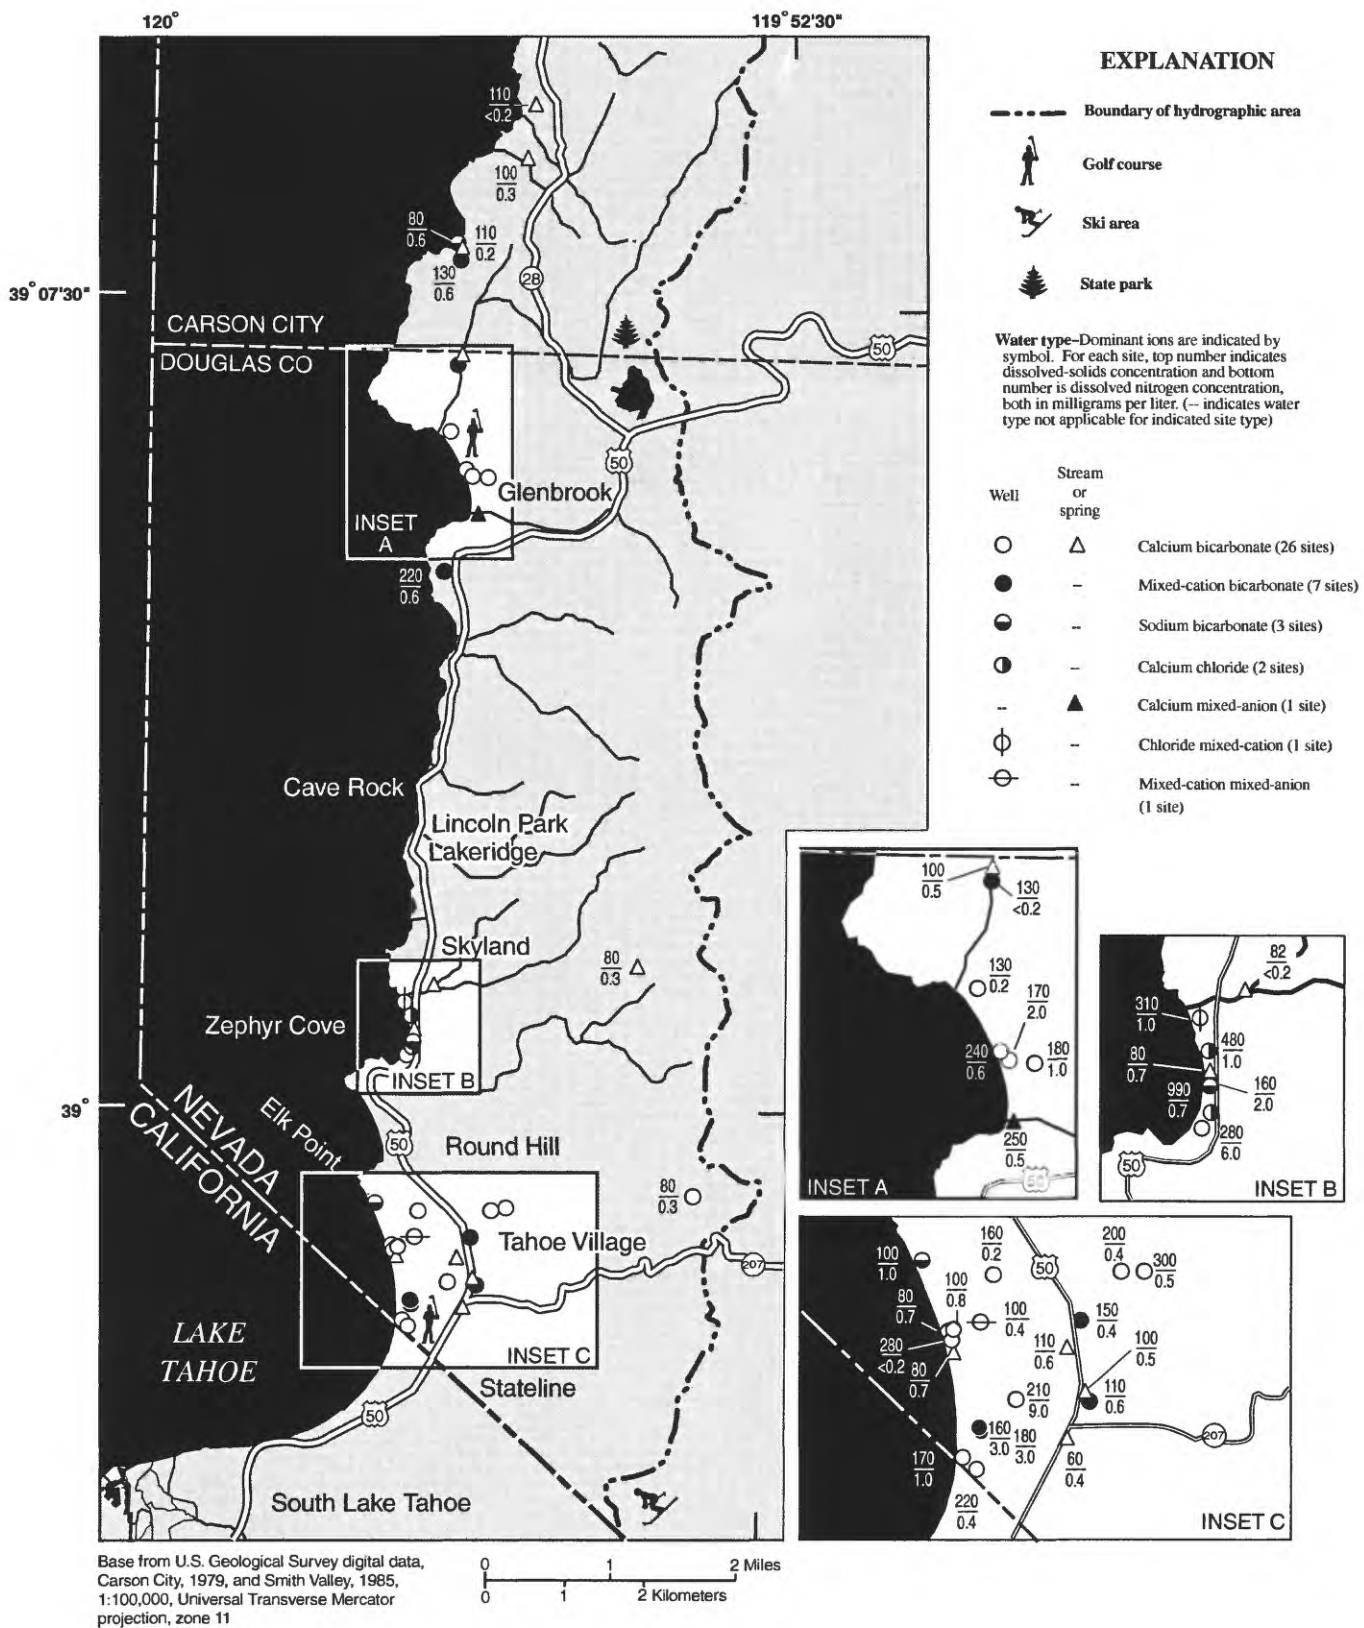 120°
119°52'30"
110
<0.2
100
0.3
80
0.6
110
0.2
130
0.6
28
39°07'30"
CARSON CITY
DOUGLAS CO
50
50
Glenbrook
INSET
A
220
0.6
Cave Rock
Lincoln Park
Lakeridge
Skyland
80
0.3
Zephyr Cove
INSET B
39°
NEVADA
CALIFORNIA
Elk Point
50
Round Hill
80
0.3
Tahoe Village
207
LAKE
TAHOE
INSET C
Stateline
50
South Lake Tahoe
Base from U.S. Geological Survey digital data,
Carson City, 1979, and Smith Valley, 1985,
1:100,000, Universal Transverse Mercator
projection, zone 11
0 1 2 Miles
0 1 2 Kilometers
EXPLANATION
Boundary of hydrographic area
Golf course
Ski area
State park
Water type–Dominant ions are indicated by
symbol. For each site, top number indicates
dissolved-solids concentration and bottom
number is dissolved nitrogen concentration,
both in milligrams per liter. (-- indicates water
type not applicable for indicated site type)
Well
Stream
or
spring
Calcium bicarbonate (26 sites)
-- Mixed-cation bicarbonate (7 sites)
-- Sodium bicarbonate (3 sites)
-- Calcium chloride (2 sites)
-- Calcium mixed-anion (1 site)
-- Chloride mixed-cation (1 site)
-- Mixed-cation mixed-anion
(1 site)
100
0.5
130
<0.2
130
0.2
170
2.0
240
0.6
180
1.0
250
0.5
50
INSET A
82
<0.2
310
1.0
480
1.0
80
0.7
990
0.7
160
2.0
280
6.0
50
INSET B
100
1.0
160
0.2
50
200
0.4
300
0.5
80
0.7
100
0.8
100
0.4
150
0.4
280
<0.2
110
0.6
100
0.5
80
0.7
210
9.0
110
0.6
160
3.0
180
3.0
207
170
1.0
60
0.4
220
0.4
INSET C